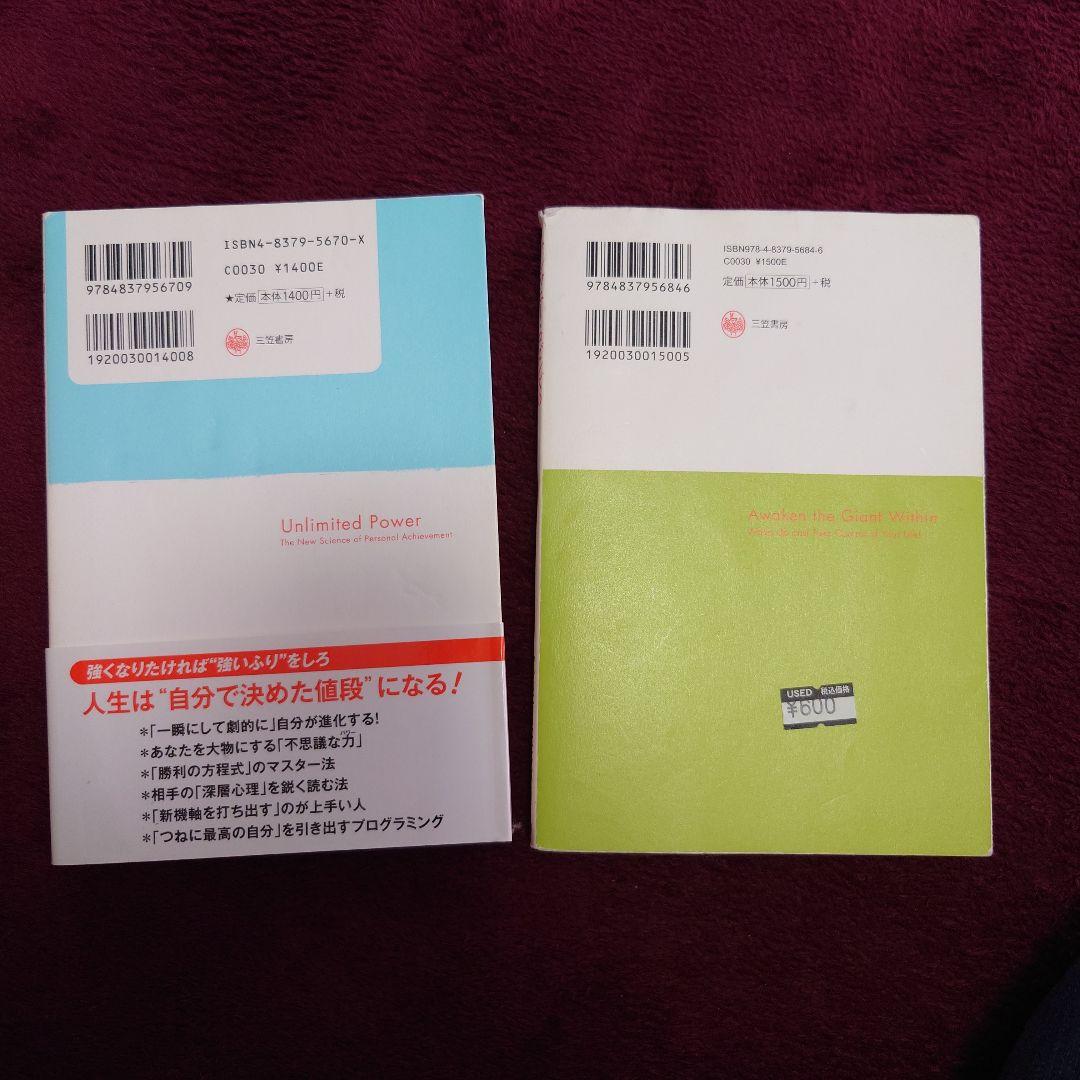 ISBN4-8379-5670-X
C0030 ¥1400E
★定価 本体1400円 +税
9784837956709
1920030014008
三笠書房
Unlimited Power
The New Science of Personal Achievement
強くなりたければ“強いふり”をしろ
人生は“自分で決めた値段”になる!
*「一瞬にして劇的に」自分が進化する!
*あなたを大物にする「不思議な力」
パワー
*「勝利の方程式」のマスター法
*相手の「深層心理」を鋭く読む法
*「新機軸を打ち出す」のが上手い人
*「つねに最高の自分」を引き出すプログラミング
ISBN978-4-8379-5684-6
C0030 ¥1500E
定価 本体1500円 +税
9784837956846
1920030015005
三笠書房
Awaken the Giant Within
USED 税込価格
¥600